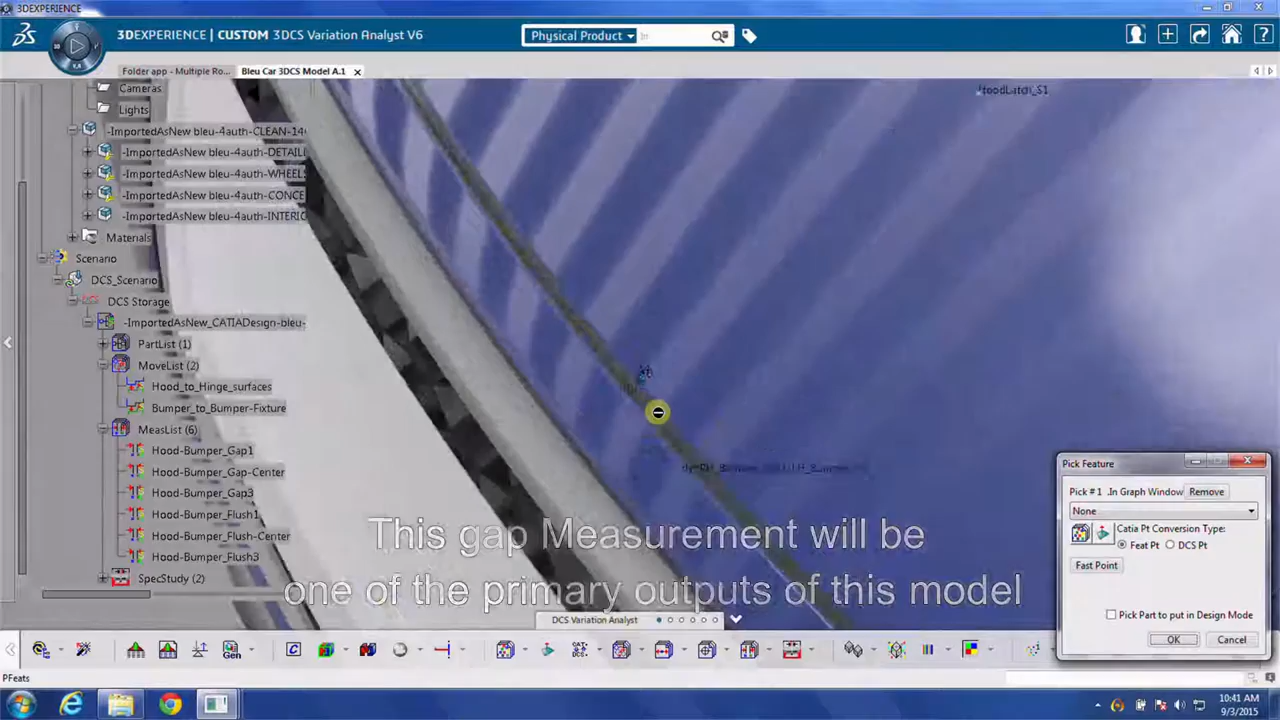 3DEXPERIENCE
3DEXPERIENCE | CUSTOM 3DCS Variation Analyst V6
Physical Product
In
Folder app - Multiple Ro...
Bleu Car 3DCS Model A.1
Cameras
Lights
-ImportedAsNew bleu-4auth-CLEAN-14
-ImportedAsNew bleu-4auth-DETAIL
-ImportedAsNew bleu-4auth-WHEELS
-ImportedAsNew bleu-4auth-CONCE
-ImportedAsNew bleu-4auth-INTERIO
Materials
Scenario
DCS_Scenario
DCS Storage
-ImportedAsNew_CATIADesign-bleu-
PartList (1)
MoveList (2)
Hood_to_Hinge_surfaces
Bumper_to_Bumper-Fixture
MeasList (6)
Hood-Bumper_Gap1
Hood-Bumper_Gap-Center
Hood-Bumper_Gap3
Hood-Bumper_Flush1
Hood-Bumper_Flush-Center
Hood-Bumper_Flush3
SpecStudy (2)
Pick Feature
Pick # 1 .In Graph Window
Remove
None
Catia Pt Conversion Type:
Feat Pt
DCS Pt
Fast Point
Pick Part to put in Design Mode
OK
Cancel
This gap Measurement will be
one of the primary outputs of this model
DCS Variation Analyst
Gen
PFeats
10:41 AM
9/3/2015